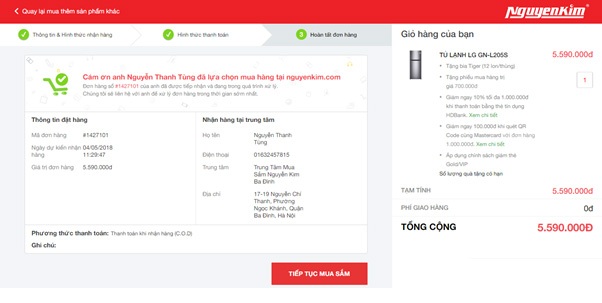 Quay lại mua thêm sản phẩm khác
NGUYENKIM
Thông tin & Hình thức nhận hàng
Hình thức thanh toán
3 Hoàn tất đơn hàng
Cám ơn anh Nguyễn Thanh Tùng đã lựa chọn mua hàng tại nguyenkim.com
Đơn hàng số #1427101 của anh đã được tiếp nhận và đang trong quá trình xử lý.
Chúng tôi sẽ liên hệ với anh để xử lý đơn hàng trong thời gian sớm nhất.
Thông tin đặt hàng
Mã đơn hàng #1427101
Ngày dự kiến nhận hàng 04/05/2018
11:29:47
Giá trị đơn hàng 5.590.000đ
Nhận hàng tại trung tâm
Họ tên Nguyễn Thanh
Tùng
Điện thoại 01632457815
Trung tâm Trung Tâm Mua
Sắm Nguyễn Kim
Ba Đình
Địa chỉ 17-19 Nguyễn Chí
Thanh, Phường
Ngọc Khánh, Quận
Ba Đình, Hà Nội
Phương thức thanh toán: Thanh toán khi nhận hàng (C.O.D)
Ghi chú:
TIẾP TỤC MUA SẮM
Giỏ hàng của bạn
TỦ LẠNH LG GN-L205S 5.590.000đ
Tặng bia Tiger (12 lon/thùng)
Tặng phiếu mua hàng trị
giá 700.000đ
1
Giảm ngay 10% tối đa 1.000.000đ
khi thanh toán bằng thẻ tín dụng
HDBank. Xem chi tiết
Giảm ngay 100.000đ khi quét QR
Code cùng Mastercard với đơn hàng
1.000.000đ. Xem chi tiết
Áp dụng chính sách giảm thẻ
Gold/VIP
Số lượng quà tặng có hạn
TẠM TÍNH 5.590.000đ
PHÍ GIAO HÀNG 0đ
TỔNG CỘNG 5.590.000Đ